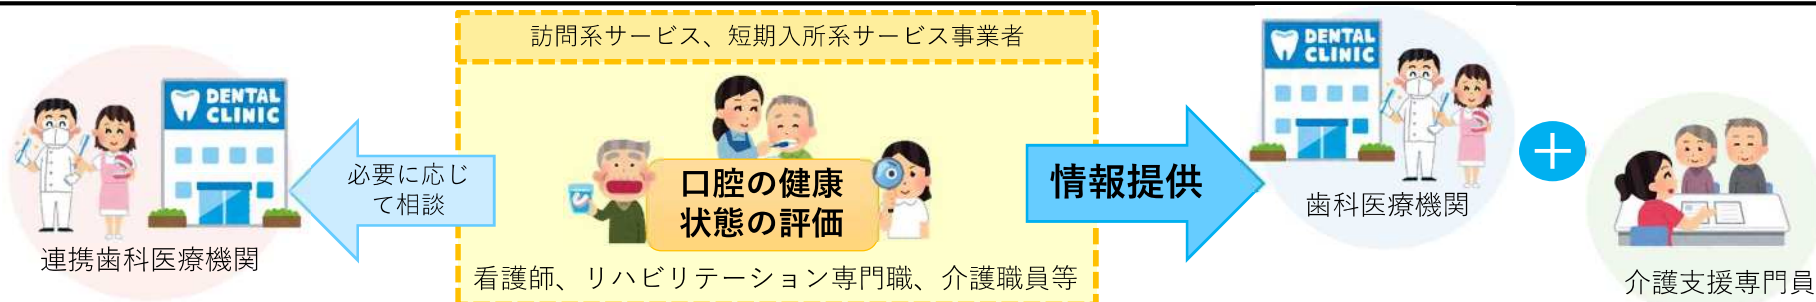 訪問系サービス、短期入所系サービス事業者
DENTAL
CLINIC
必要に応じ
て相談
連携歯科医療機関
口腔の健康
状態の評価
看護師、リハビリテーション専門職、介護職員等
情報提供
DENTAL
CLINIC
歯科医療機関
+
介護支援専門員